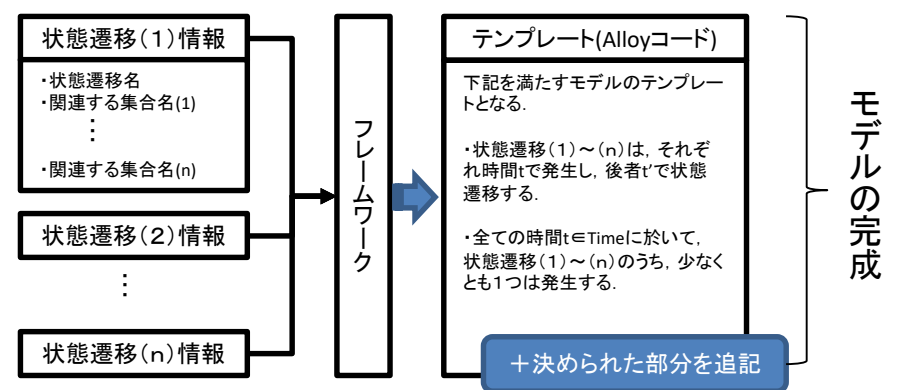 状態遷移(1)情報
・状態遷移名
・関連する集合名(1)
⋮
・関連する集合名(n)
状態遷移(2)情報
⋮
状態遷移(n)情報
フレームワーク
テンプレート(Alloyコード)
下記を満たすモデルのテンプレー
トとなる.
・状態遷移(1)～(n)は, それぞ
れ時間tで発生し, 後者t’で状態
遷移する.
・全ての時間t∈Timeに於いて,
状態遷移(1)～(n)のうち, 少なく
とも1つは発生する.
＋決められた部分を追記
モデルの完成